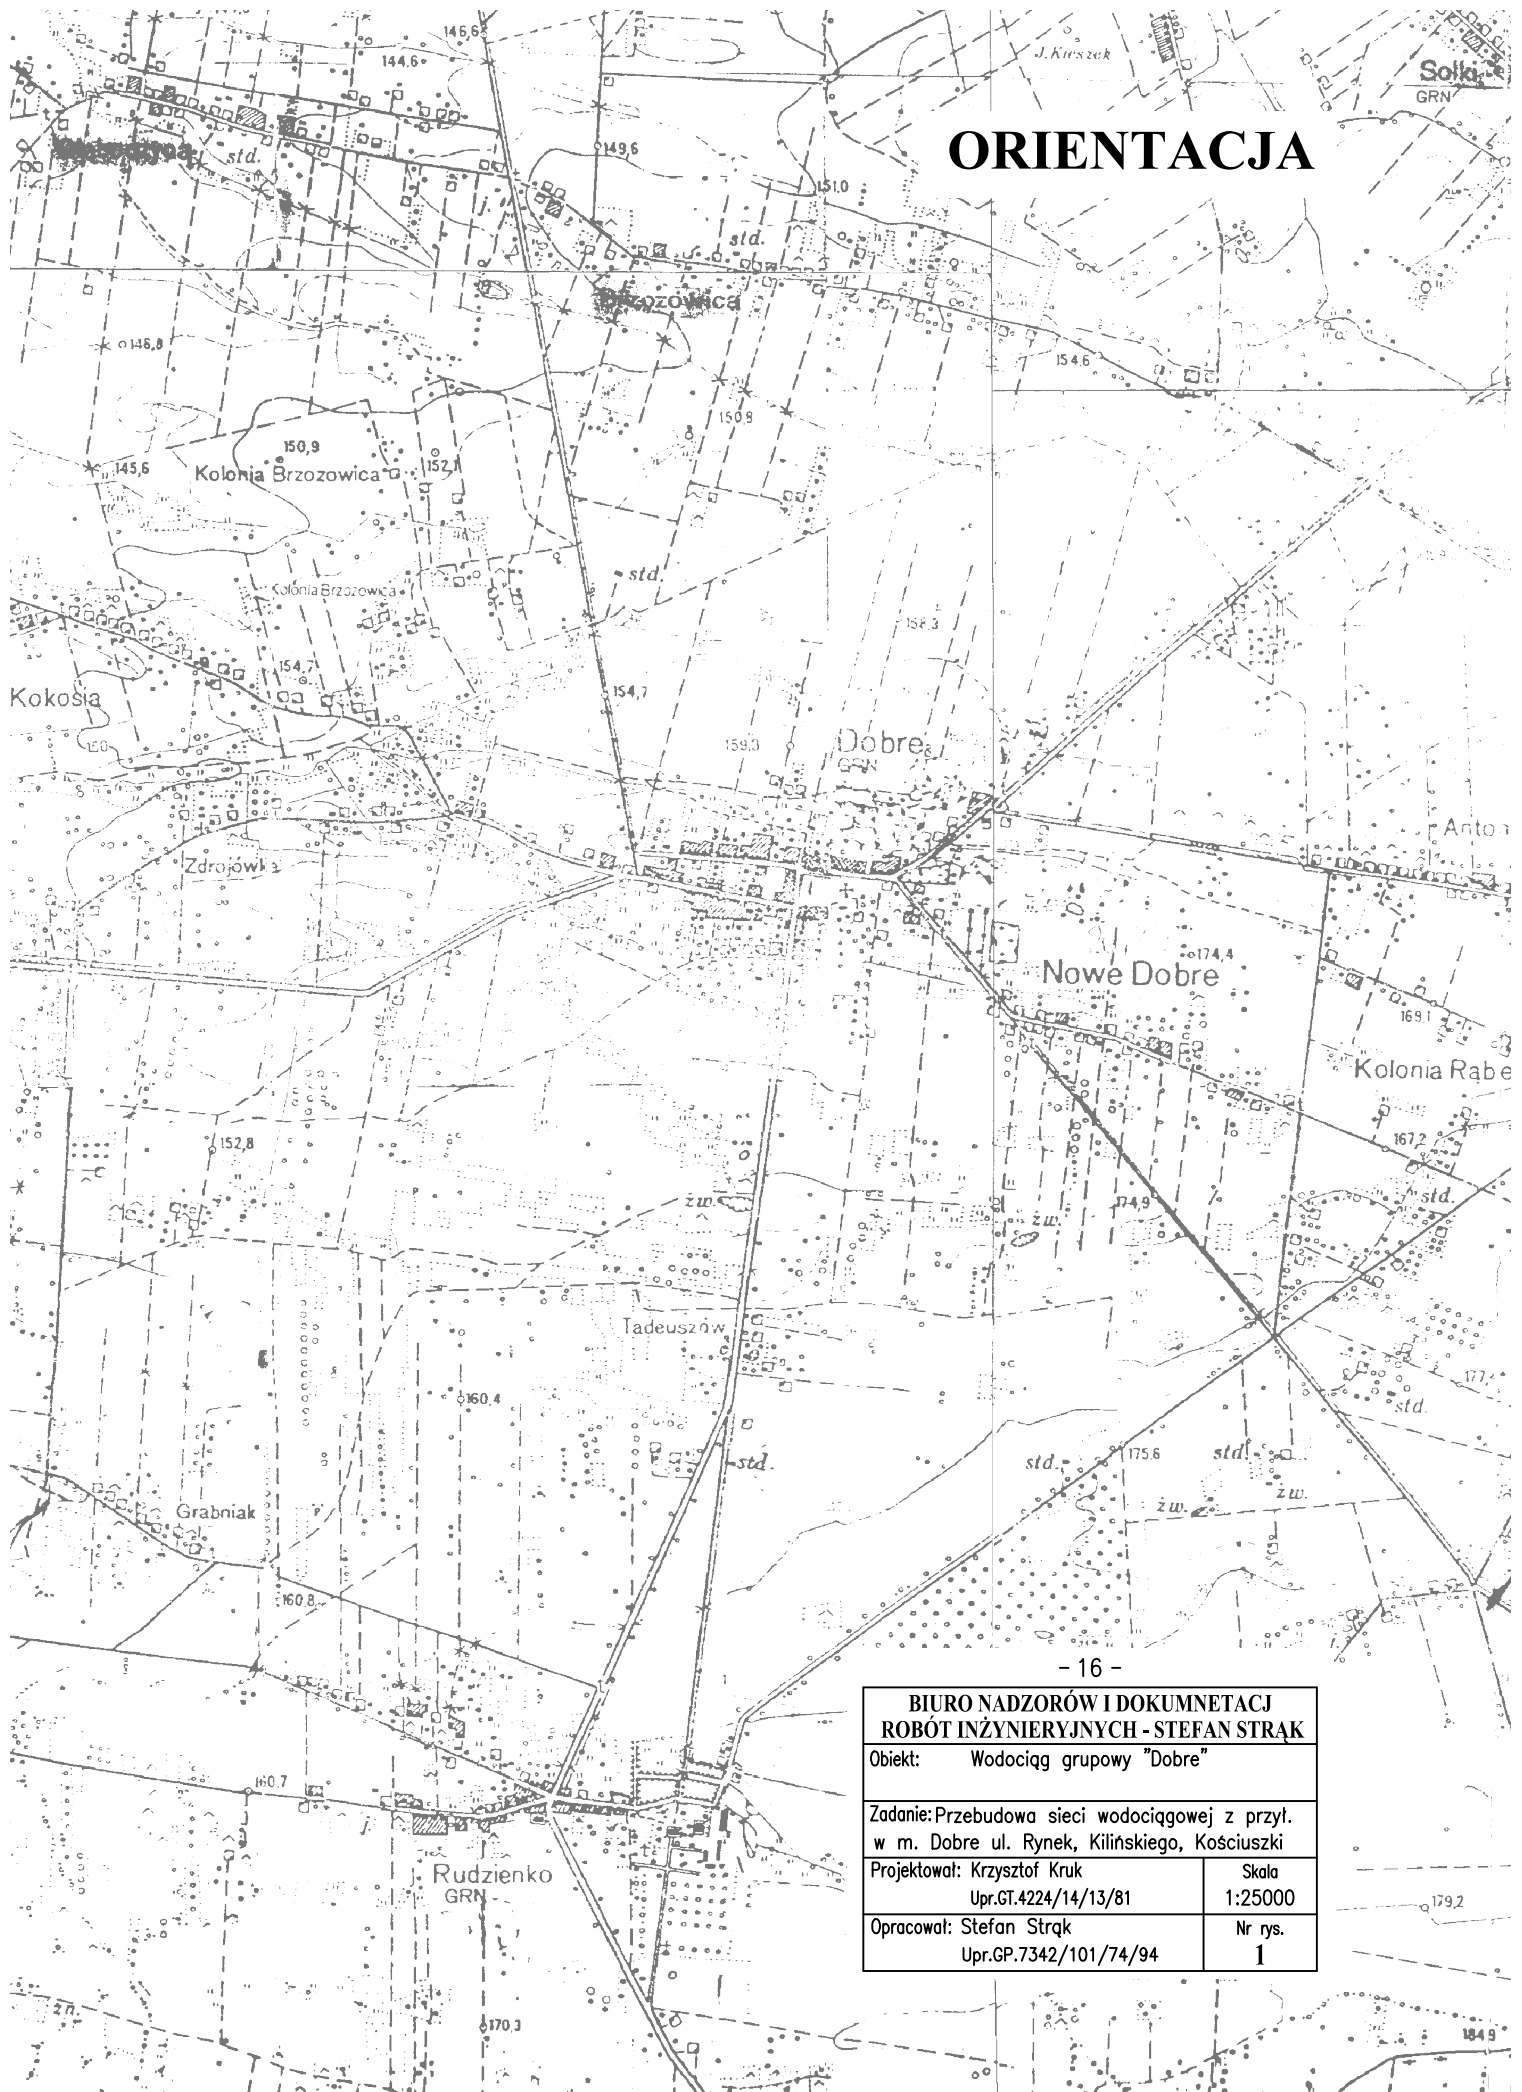 146,6
144,6
J.Kieszek
Solki
GRN
ORIENTACJA
std.
149,6
151,0
std.
Brzozowica
146,8
154,6
150,8
150,9
145,6
Kolonia Brzozowica
152,1
std.
Kolonia Brzozowica
158,3
154,7
Kokosia
154,7
150
159,3
Dobre
GRN
Anton
Zdrojówka
174,4
Nowe Dobre
169,1
Kolonia Rąbe
152,8
167,2
żw.
174,9
std.
żw.
Tadeuszów
177,4
160,4
std.
std.
std.
175,6
std.
żw.
żw.
Grabniak
160,8
- 16 -
BIURO NADZORÓW I DOKUMNETACJ
ROBÓT INŻYNIERYJNYCH - STEFAN STRĄK
Obiekt: Wodociąg grupowy "Dobre"
160,7
Zadanie: Przebudowa sieci wodociągowej z przył.
w m. Dobre ul. Rynek, Kilińskiego, Kościuszki
Projektował: Krzysztof Kruk
Upr.GT.4224/14/13/81
Skala
1:25000
Rudzienko
GRN
179,2
Opracował: Stefan Strąk
Upr.GP.7342/101/74/94
Nr rys.
1
żn.
170,3
184,9